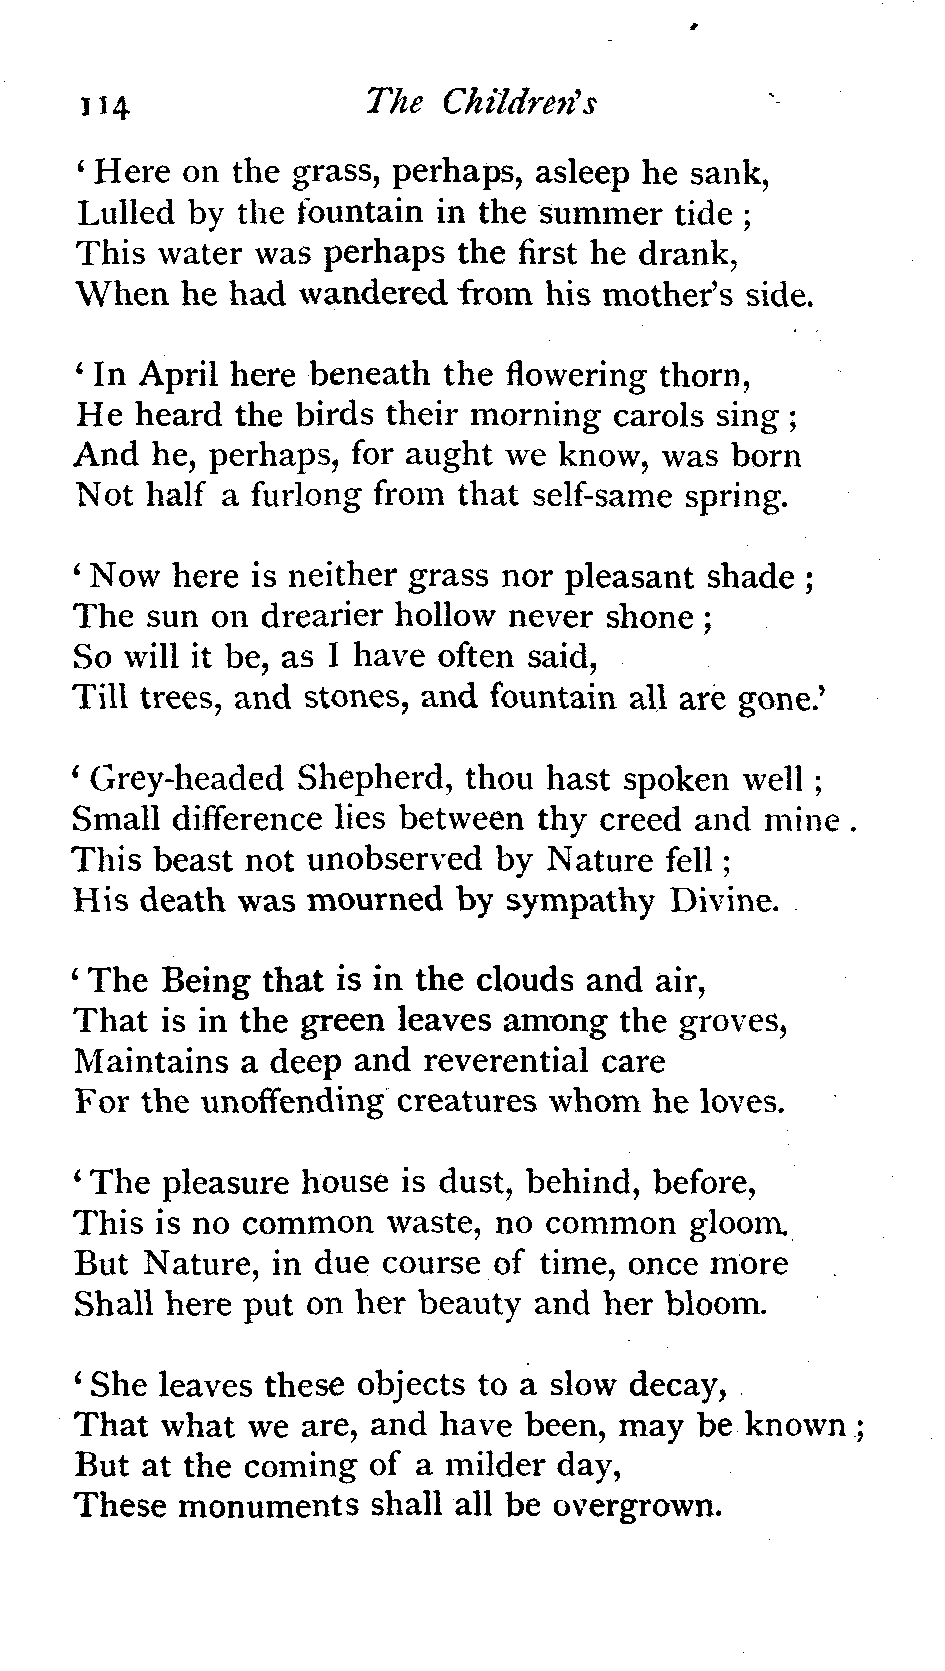 114 The Children's
‘ Here on the grass, perhaps, asleep he sank,
Lulled by the fountain in the summer tide ;
This water was perhaps the first he drank,
When he had wandered from his mother's side.
‘ In April here beneath the flowering thorn,
He heard the birds their morning carols sing ;
And he, perhaps, for aught we know, was born
Not half a furlong from that self-same spring.
‘ Now here is neither grass nor pleasant shade ;
The sun on drearier hollow never shone ;
So will it be, as I have often said,
Till trees, and stones, and fountain all are gone.’
‘ Grey-headed Shepherd, thou hast spoken well ;
Small difference lies between thy creed and mine .
This beast not unobserved by Nature fell ;
His death was mourned by sympathy Divine.
‘ The Being that is in the clouds and air,
That is in the green leaves among the groves,
Maintains a deep and reverential care
For the unoffending creatures whom he loves.
‘ The pleasure house is dust, behind, before,
This is no common waste, no common gloom.
But Nature, in due course of time, once more
Shall here put on her beauty and her bloom.
‘ She leaves these objects to a slow decay,
That what we are, and have been, may be known ;
But at the coming of a milder day,
These monuments shall all be overgrown.